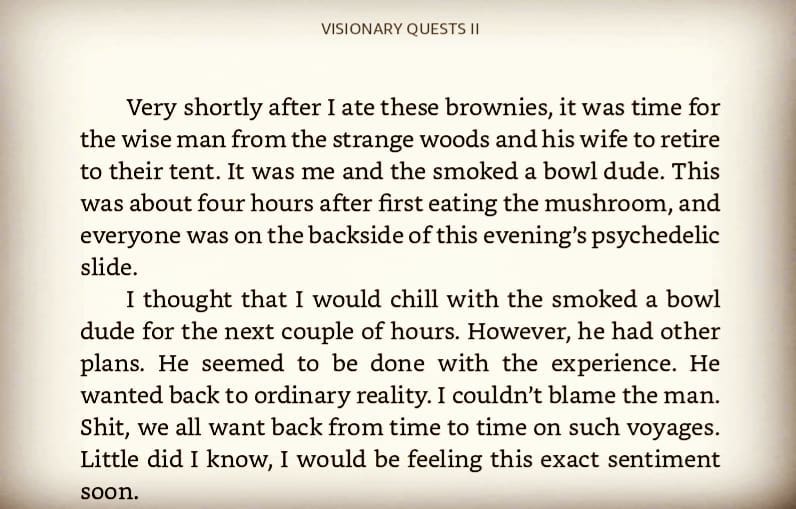 VISIONARY QUESTS II
Very shortly after I ate these brownies, it was time for
the wise man from the strange woods and his wife to retire
to their tent. It was me and the smoked a bowl dude. This
was about four hours after first eating the mushroom, and
everyone was on the backside of this evening's psychedelic
slide.
I thought that I would chill with the smoked a bowl
dude for the next couple of hours. However, he had other
plans. He seemed to be done with the experience. He
wanted back to ordinary reality. I couldn't blame the man.
Shit, we all want back from time to time on such voyages.
Little did I know, I would be feeling this exact sentiment
soon.